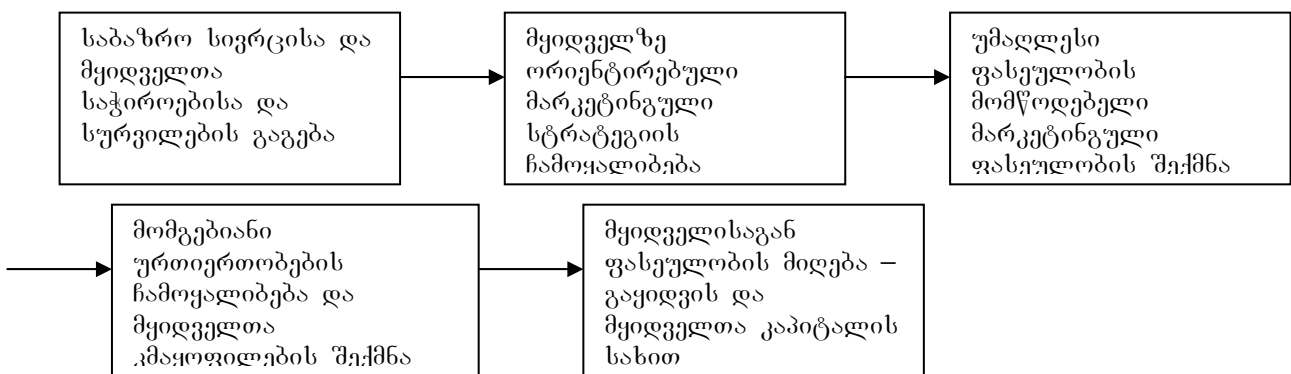 საბაზრო სივრცისა და
მყიდველთა
საჭიროებისა და
სურვილების გაგება
მყიდველზე
ორიენტირებული
მარკეტინგული
სტრატეგიის
ჩამოყალიბება
უმაღლესი
ფასეულობის
მომწოდებელი
მარკეტინგული
ფასეულობის შექმნა
მომგებიანი
ურთიერთობების
ჩამოყალიბება და
მყიდველთა
კმაყოფილების შექმნა
მყიდველისაგან
ფასეულობის მიღება –
გაყიდვის და
მყიდველთა კაპიტალის
სახით